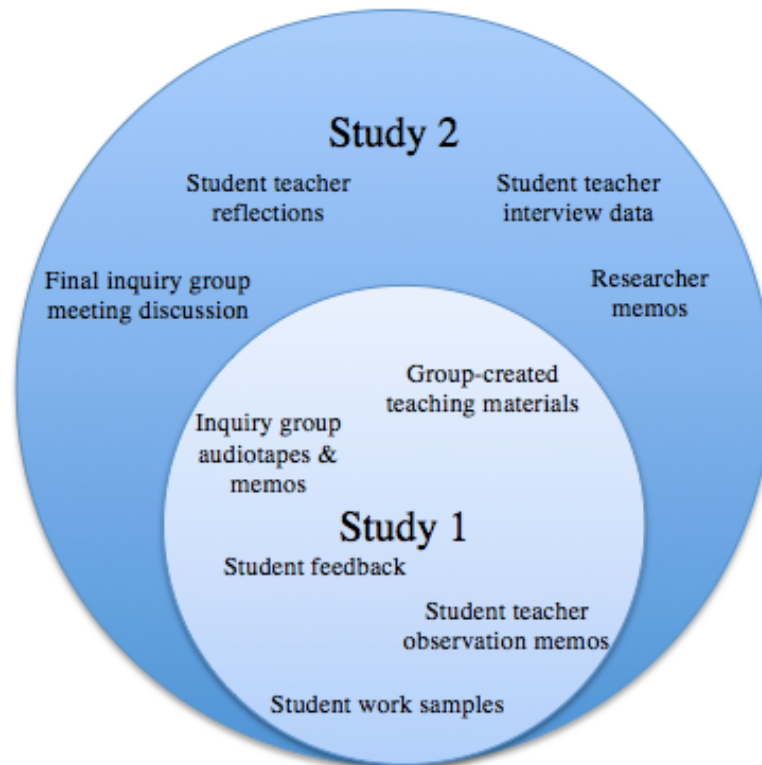 Study 2
Student teacher
reflections
Student teacher
interview data
Final inquiry group
meeting discussion
Researcher
memos
Group-created
teaching materials
Inquiry group
audiotapes &
memos
Study 1
Student feedback
Student teacher
observation memos
Student work samples